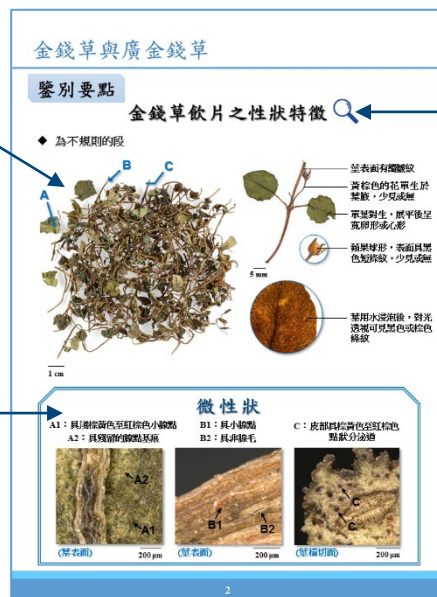 金錢草與廣金錢草
鑒別要點
金錢草飲片之性狀特徵
◆ 為不規則的段
A
B
C
1 cm
莖表面有縱皺紋
黃棕色的花單生於
葉腋，少見或無
單葉對生，展平後呈
寬卵形或心形
蒴果球形，表面具黑
色短條紋，少見或無
5 mm
葉用水浸泡後，對光
透視可見黑色或棕色
條紋
微性狀
A1：具淺棕黃色至紅棕色小腺點
A2：具殘留的腺點基痕
B1：具小腺點
B2：具非腺毛
C：皮部具棕黃色至紅棕色
點狀分泌道
A2
A1
B1
B2
C
C
(葉表面)
200 μm
(莖表面)
200 μm
(莖橫切面)
200 μm
2